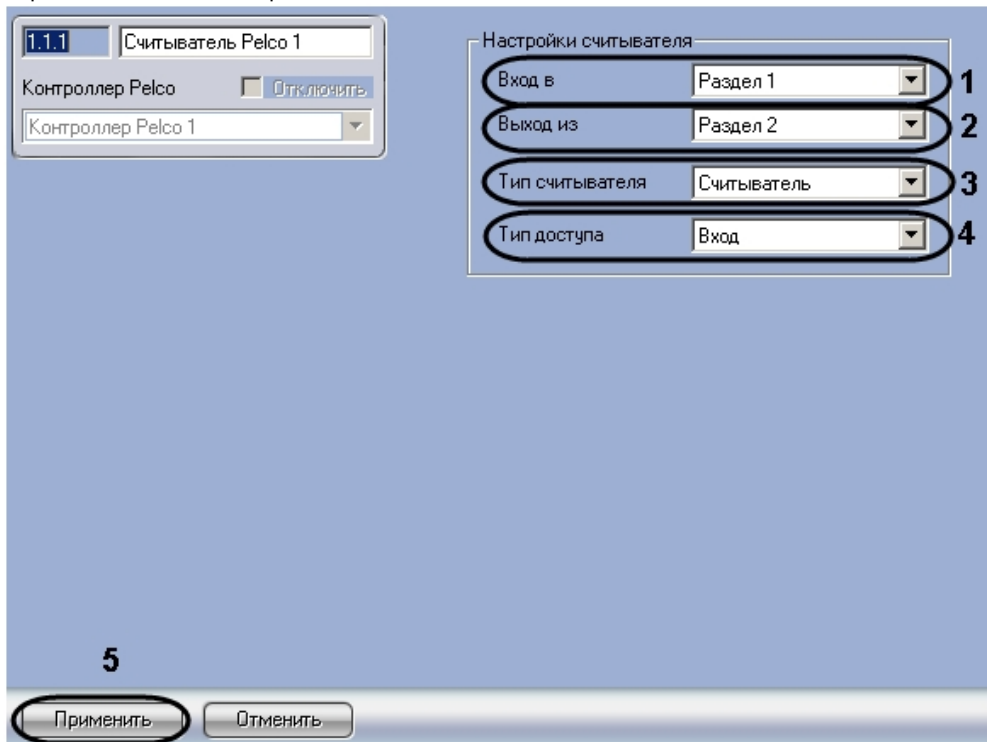 1.1.1 Считыватель Pelco 1
Контроллер Pelco Отключить
Контроллер Pelco 1
Настройки считывателя
Вход в Раздел 1 1
Выход из Раздел 2 2
Тип считывателя Считыватель 3
Тип доступа Вход 4
5
Применить Отменить